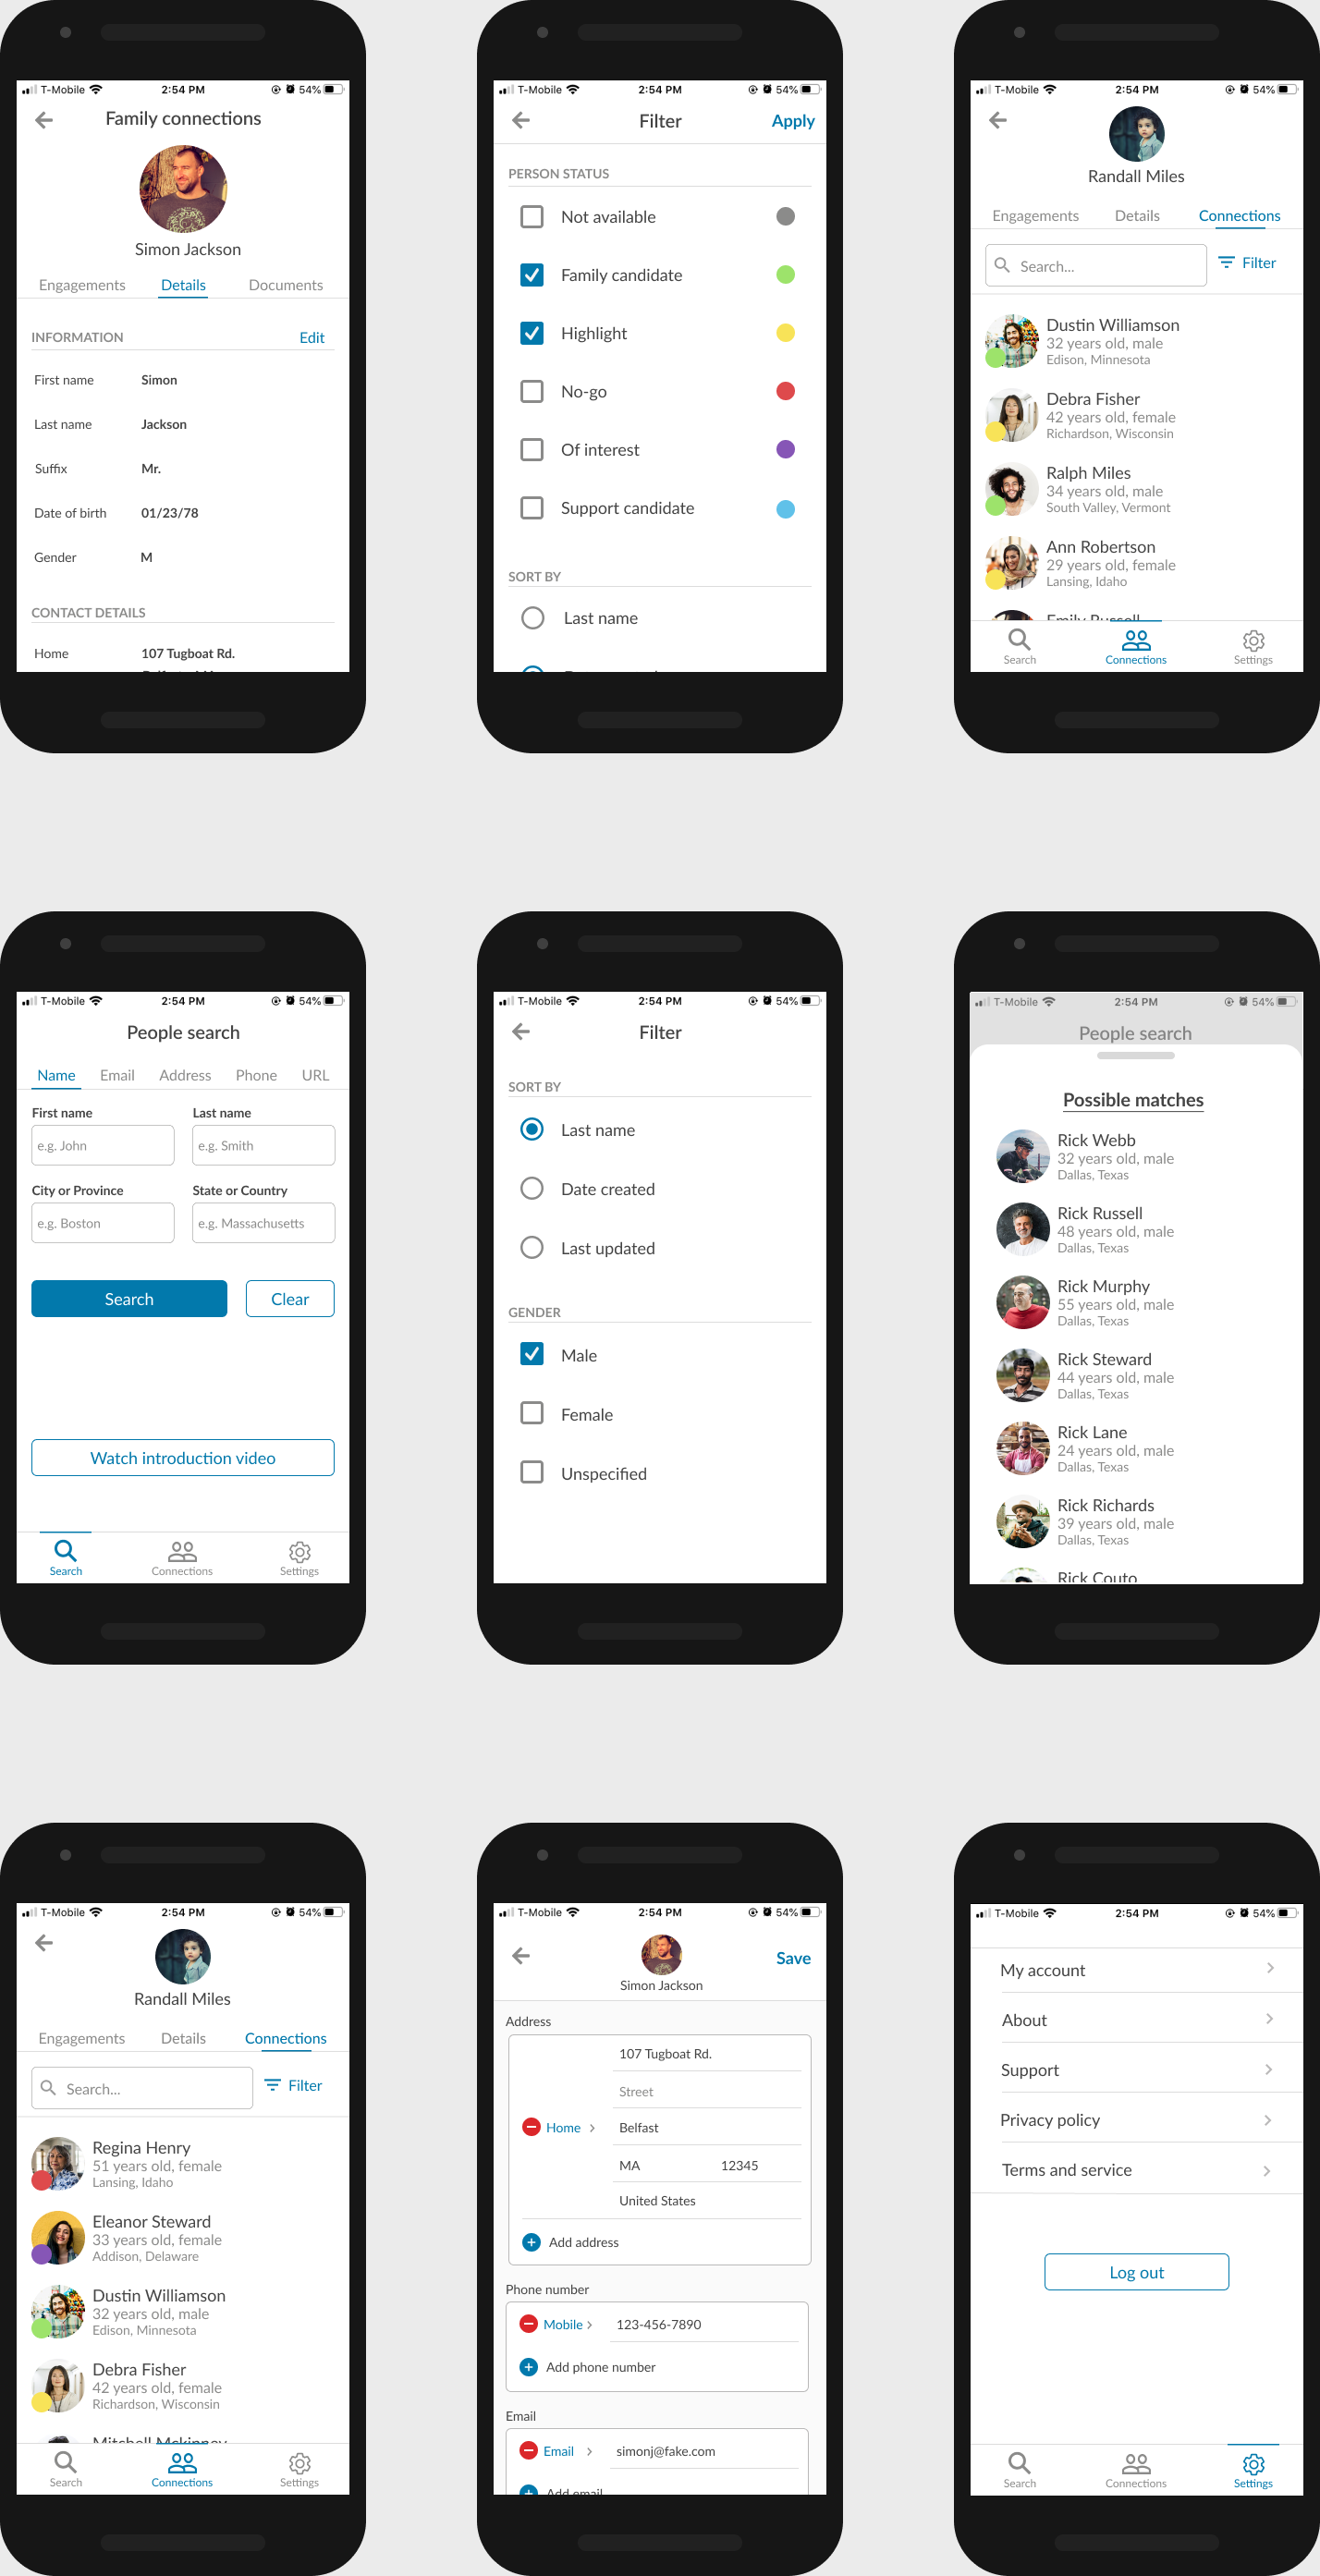 T-Mobile 2:54 PM 54%
Family connections
Simon Jackson
Engagements Details Documents
INFORMATION Edit
First name Simon
Last name Jackson
Suffix Mr.
Date of birth 01/23/78
Gender M
CONTACT DETAILS
Home 107 Tugboat Rd.
T-Mobile 2:54 PM 54%
Filter Apply
PERSON STATUS
Not available
Family candidate
Highlight
No-go
Of interest
Support candidate
SORT BY
Last name
T-Mobile 2:54 PM 54%
Randall Miles
Engagements Details Connections
Search... Filter
Dustin Williamson
32 years old, male
Edison, Minnesota
Debra Fisher
42 years old, female
Richardson, Wisconsin
Ralph Miles
34 years old, male
South Valley, Vermont
Ann Robertson
29 years old, female
Lansing, Idaho
Emily Russell
Search Connections Settings
T-Mobile 2:54 PM 54%
People search
Name Email Address Phone URL
First name Last name
e.g. John e.g. Smith
City or Province State or Country
e.g. Boston e.g. Massachusetts
Search Clear
Watch introduction video
Search Connections Settings
T-Mobile 2:54 PM 54%
Filter
SORT BY
Last name
Date created
Last updated
GENDER
Male
Female
Unspecified
T-Mobile 2:54 PM 54%
People search
Possible matches
Rick Webb
32 years old, male
Dallas, Texas
Rick Russell
48 years old, male
Dallas, Texas
Rick Murphy
55 years old, male
Dallas, Texas
Rick Steward
44 years old, male
Dallas, Texas
Rick Lane
24 years old, male
Dallas, Texas
Rick Richards
39 years old, male
Dallas, Texas
Rick Couto
T-Mobile 2:54 PM 54%
Randall Miles
Engagements Details Connections
Search... Filter
Regina Henry
51 years old, female
Lansing, Idaho
Eleanor Steward
33 years old, female
Addison, Delaware
Dustin Williamson
32 years old, male
Edison, Minnesota
Debra Fisher
42 years old, female
Richardson, Wisconsin
Mitchell Mckinney
Search Connections Settings
T-Mobile 2:54 PM 54%
Save
Simon Jackson
Address
107 Tugboat Rd.
Street
Home Belfast
MA 12345
United States
Add address
Phone number
Mobile 123-456-7890
Add phone number
Email
Email simonj@fake.com
Add email
T-Mobile 2:54 PM 54%
My account
About
Support
Privacy policy
Terms and service
Log out
Search Connections Settings